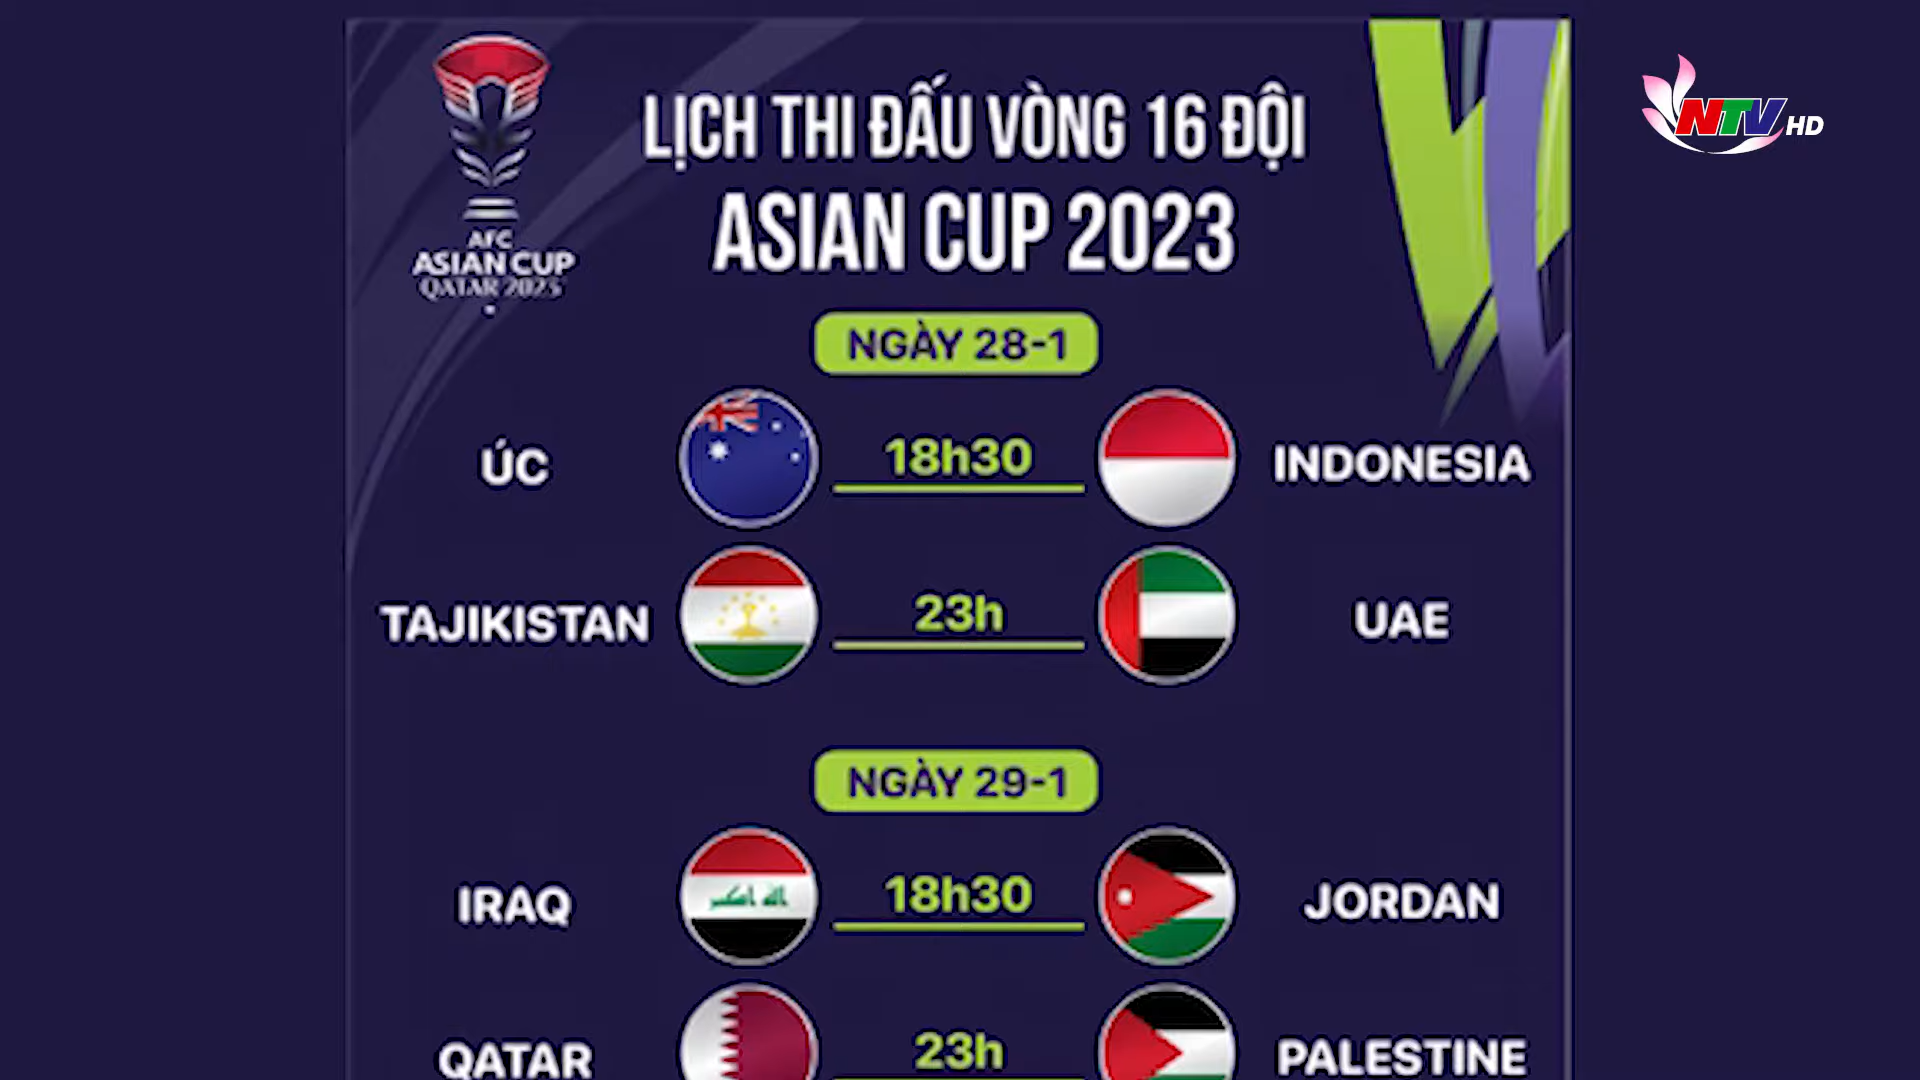 AFC
ASIAN CUP
QATAR 2023
LỊCH THI ĐẤU VÒNG 16 ĐỘI
ASIAN CUP 2023
NTV HD
NGÀY 28-1
ÚC 18h30 INDONESIA
TAJIKISTAN 23h UAE
NGÀY 29-1
IRAQ 18h30 JORDAN
QATAR 23h PALESTINE